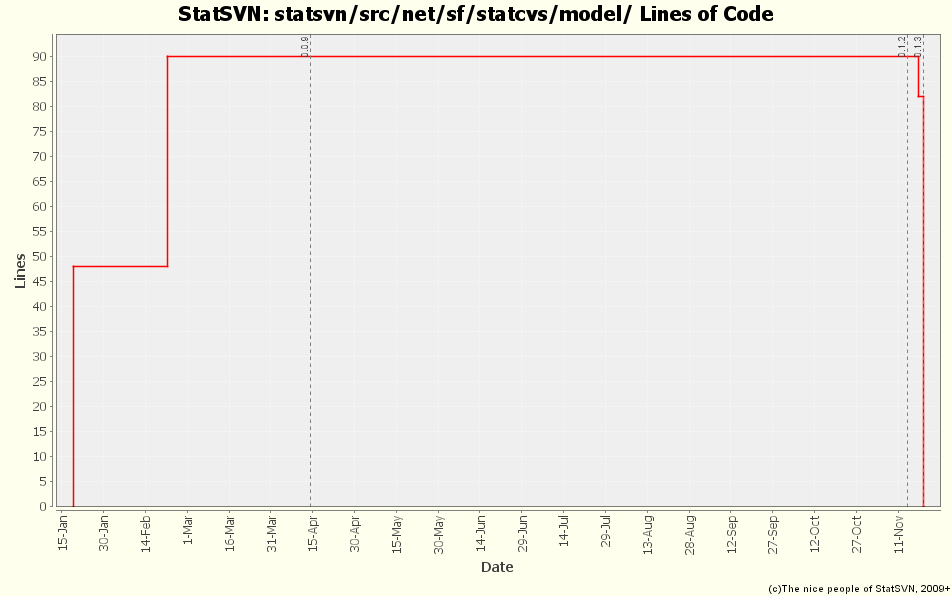 StatSVN: statsvn/src/net/sf/statcvs/model/ Lines of Code
0.0.9
0.1.2
0.1.3
90
85
80
75
70
65
60
55
50
45
40
35
30
25
20
15
10
5
0
Lines
15-Jan
30-Jan
14-Feb
1-Mar
16-Mar
31-Mar
15-Apr
30-Apr
15-May
30-May
14-Jun
29-Jun
14-Jul
29-Jul
13-Aug
28-Aug
12-Sep
27-Sep
12-Oct
27-Oct
11-Nov
Date
(c)The nice people of StatSVN, 2009+